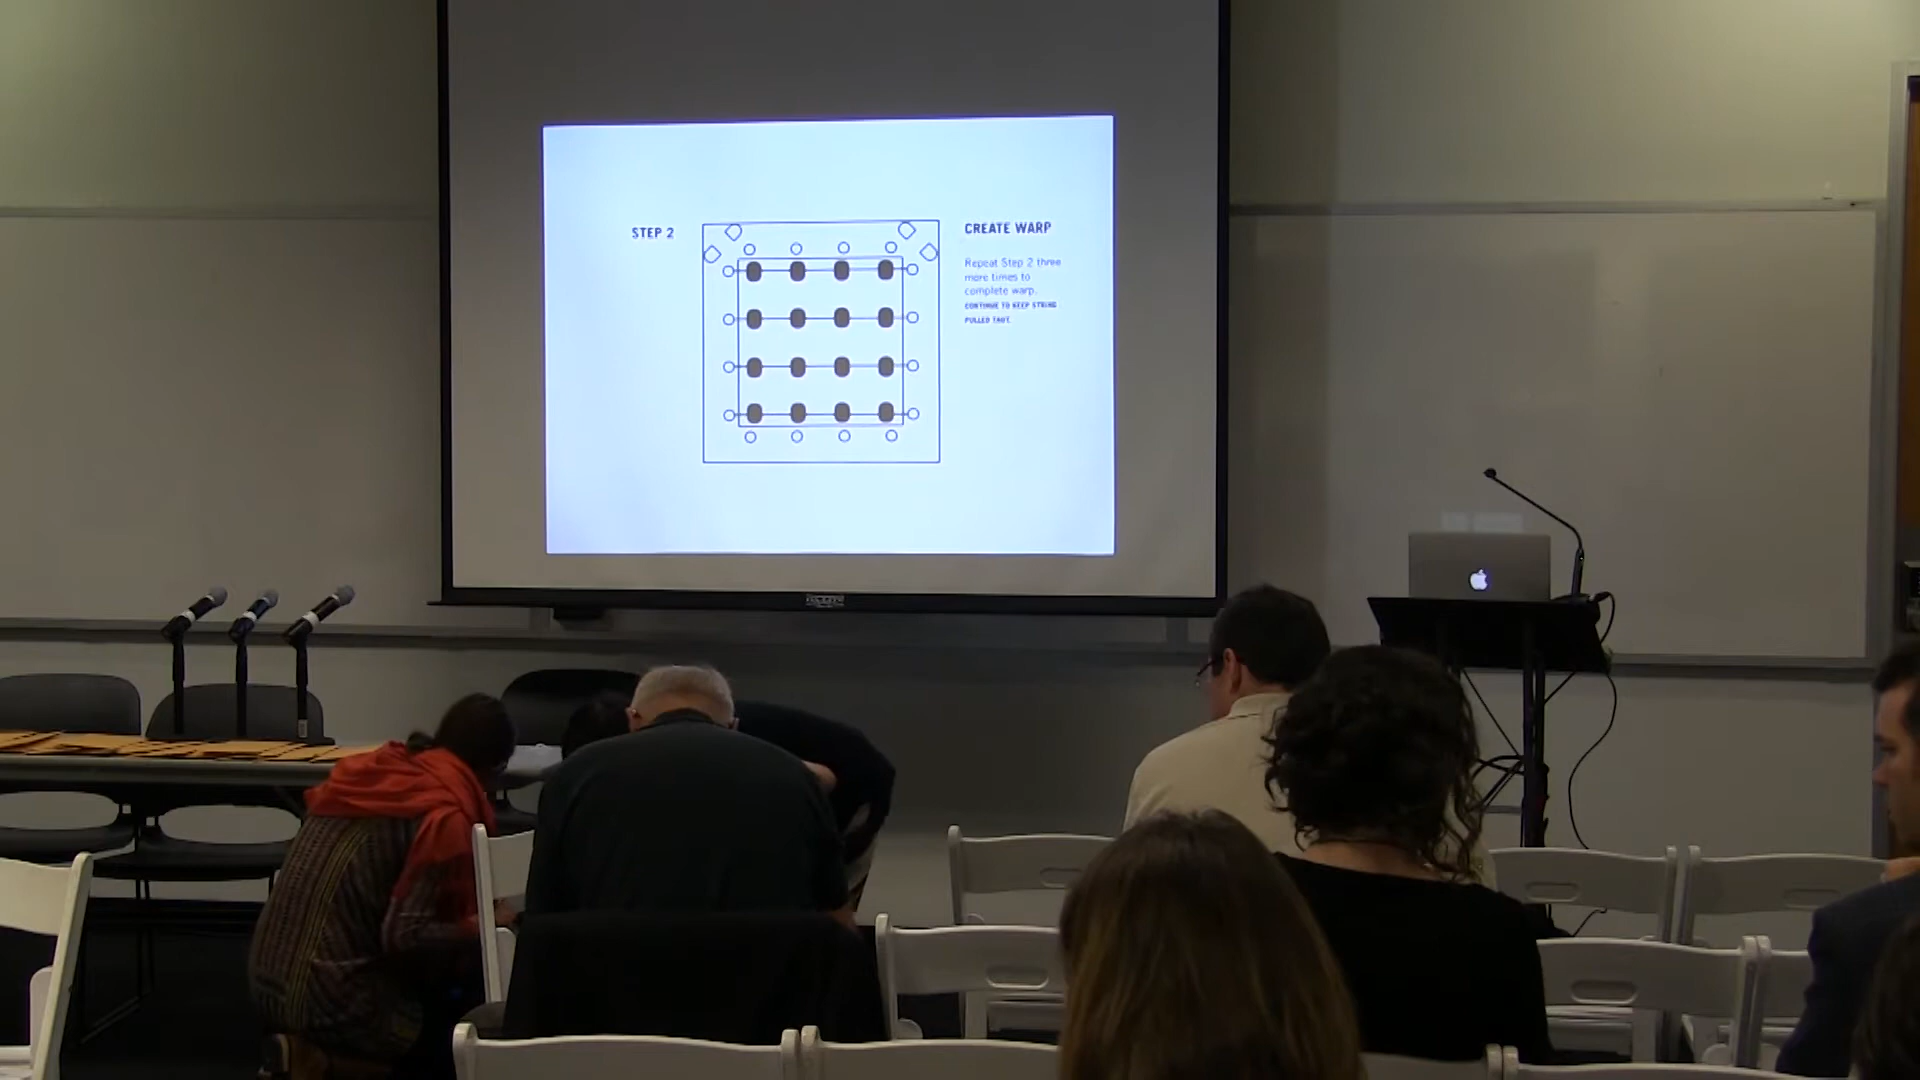 STEP 2
CREATE WARP
Repeat Step 2 three
more times to
complete warp.
CONTINUE TO KEEP STRING
PULLED TAUT.